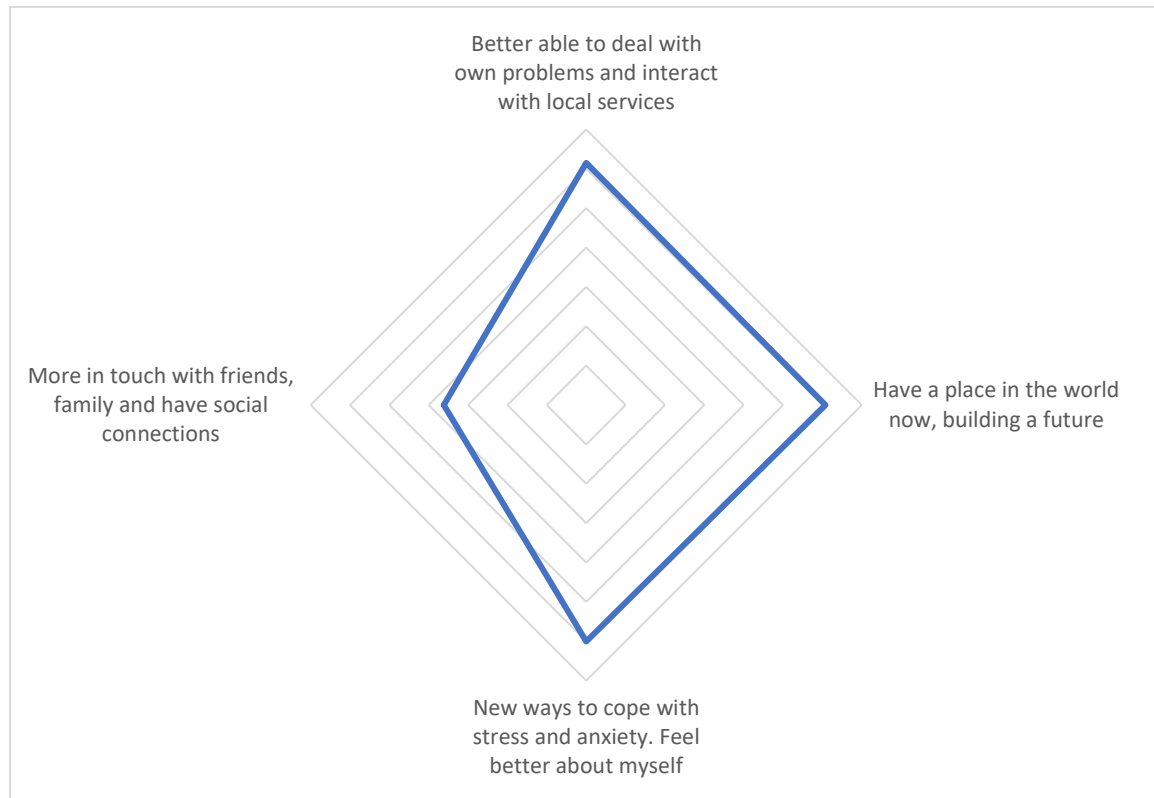 Better able to deal with
own problems and interact
with local services
More in touch with friends,
family and have social
connections
Have a place in the world
now, building a future
New ways to cope with
stress and anxiety. Feel
better about myself